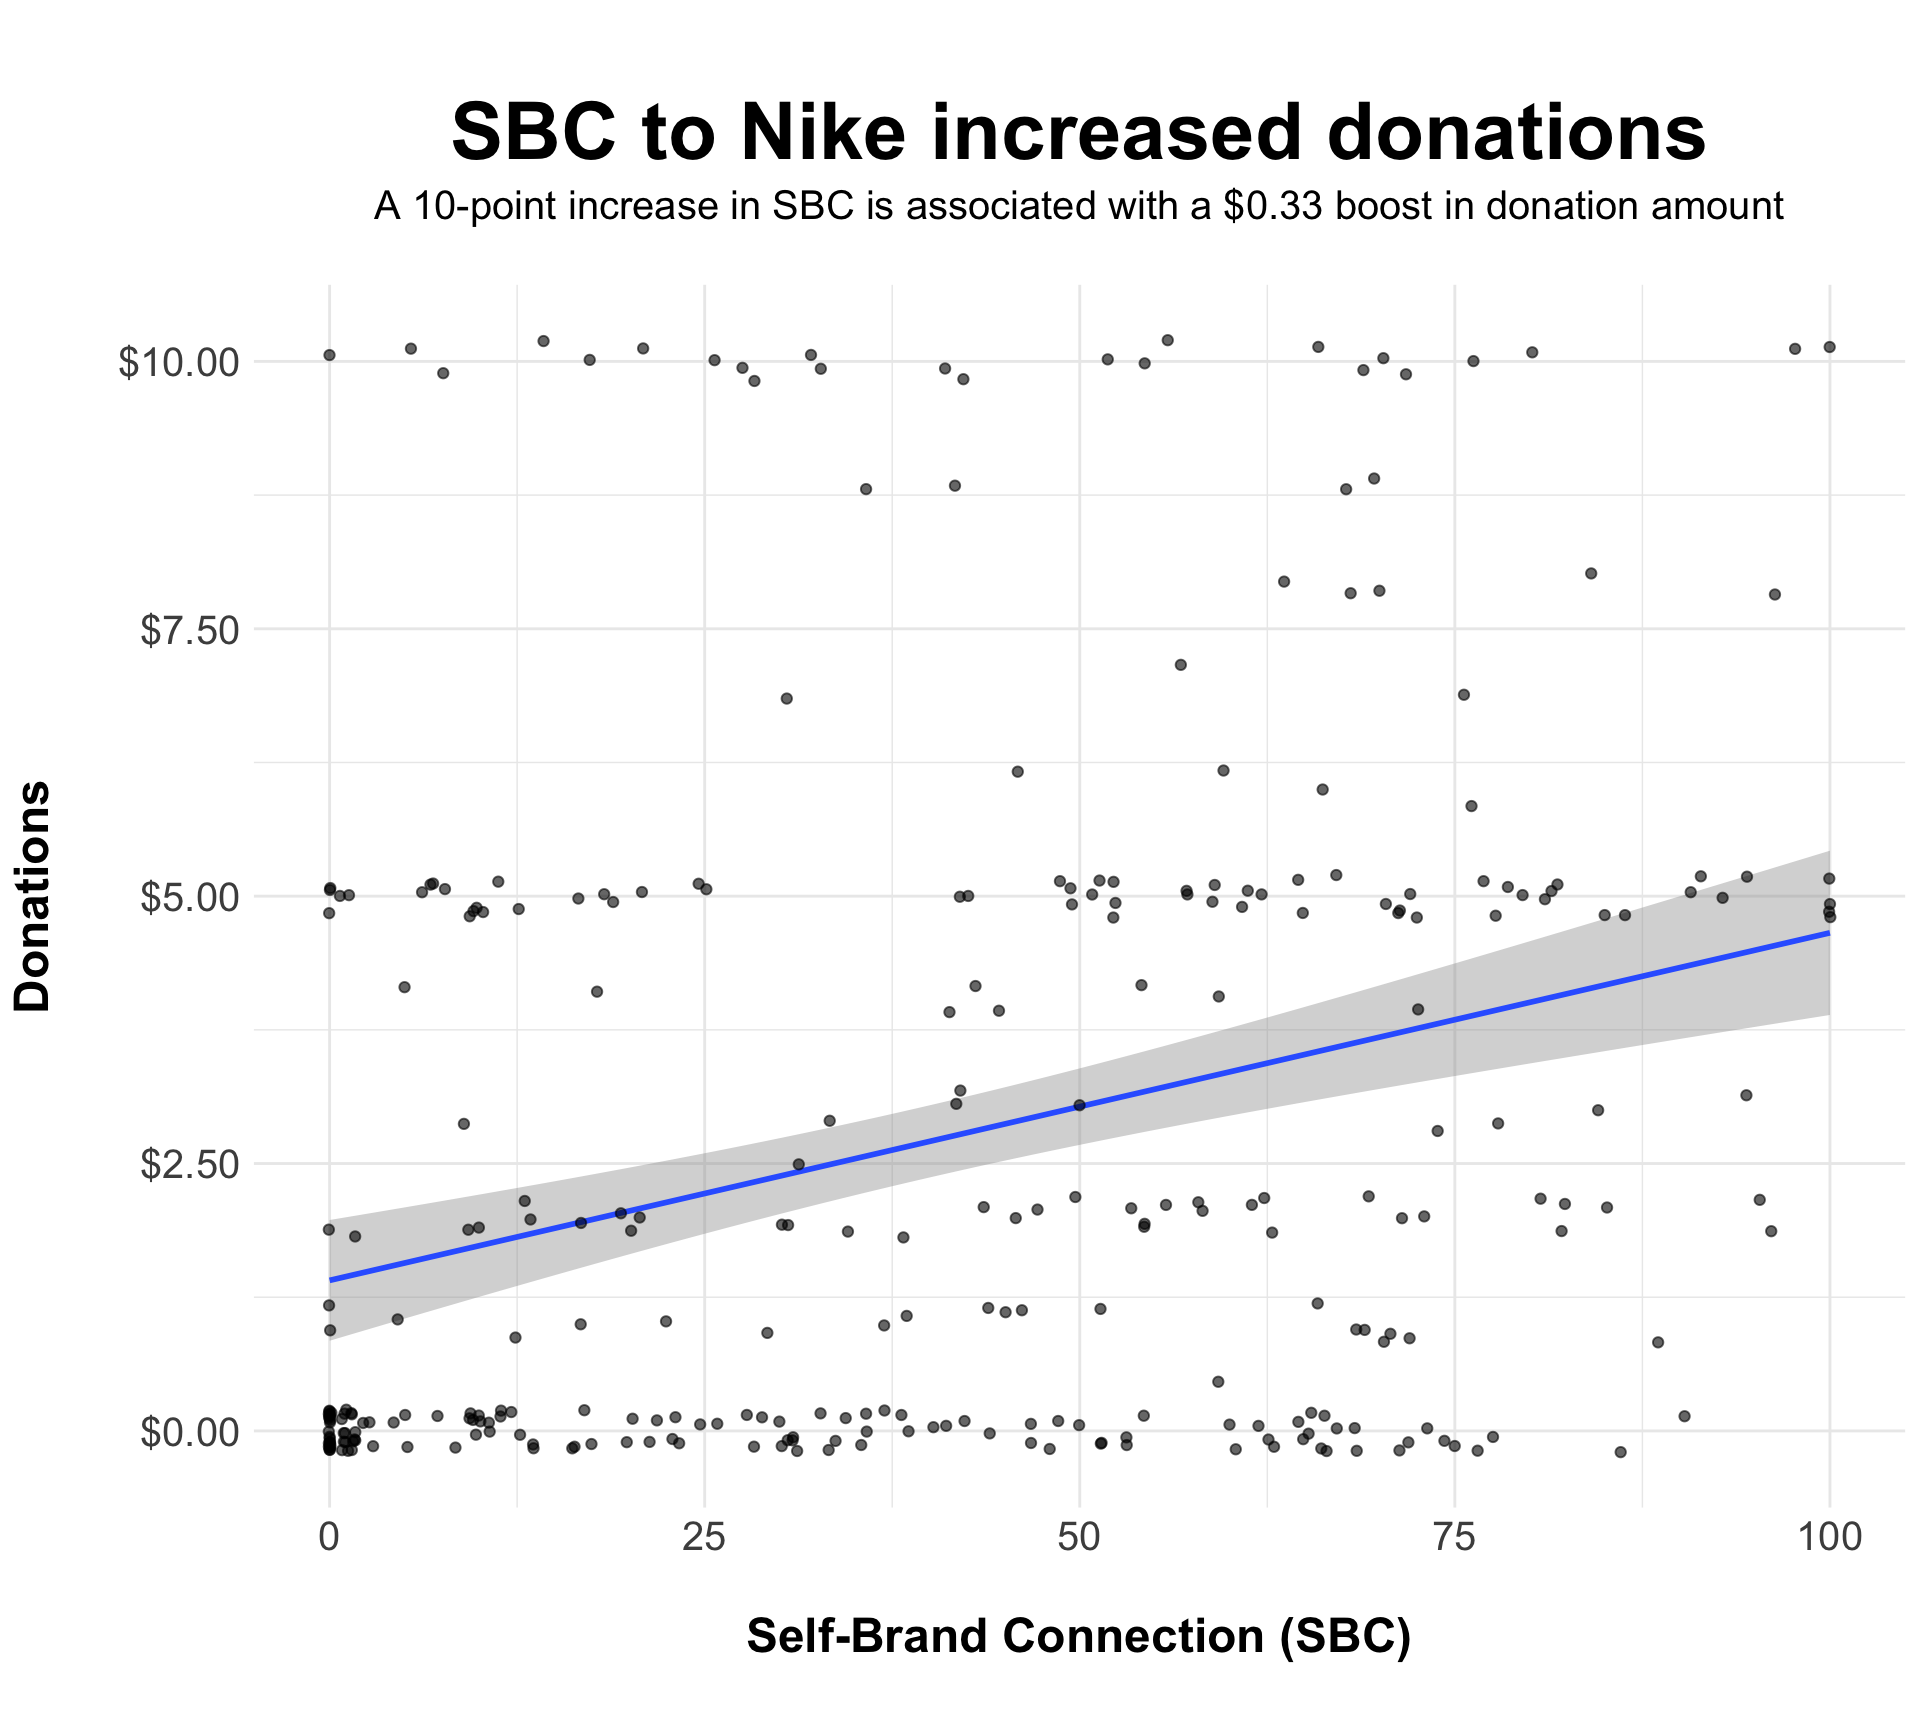 SBC to Nike increased donations
A 10-point increase in SBC is associated with a $0.33 boost in donation amount
Donations
$10.00
$7.50
$5.00
$2.50
$0.00
0 25 50 75 100
Self-Brand Connection (SBC)